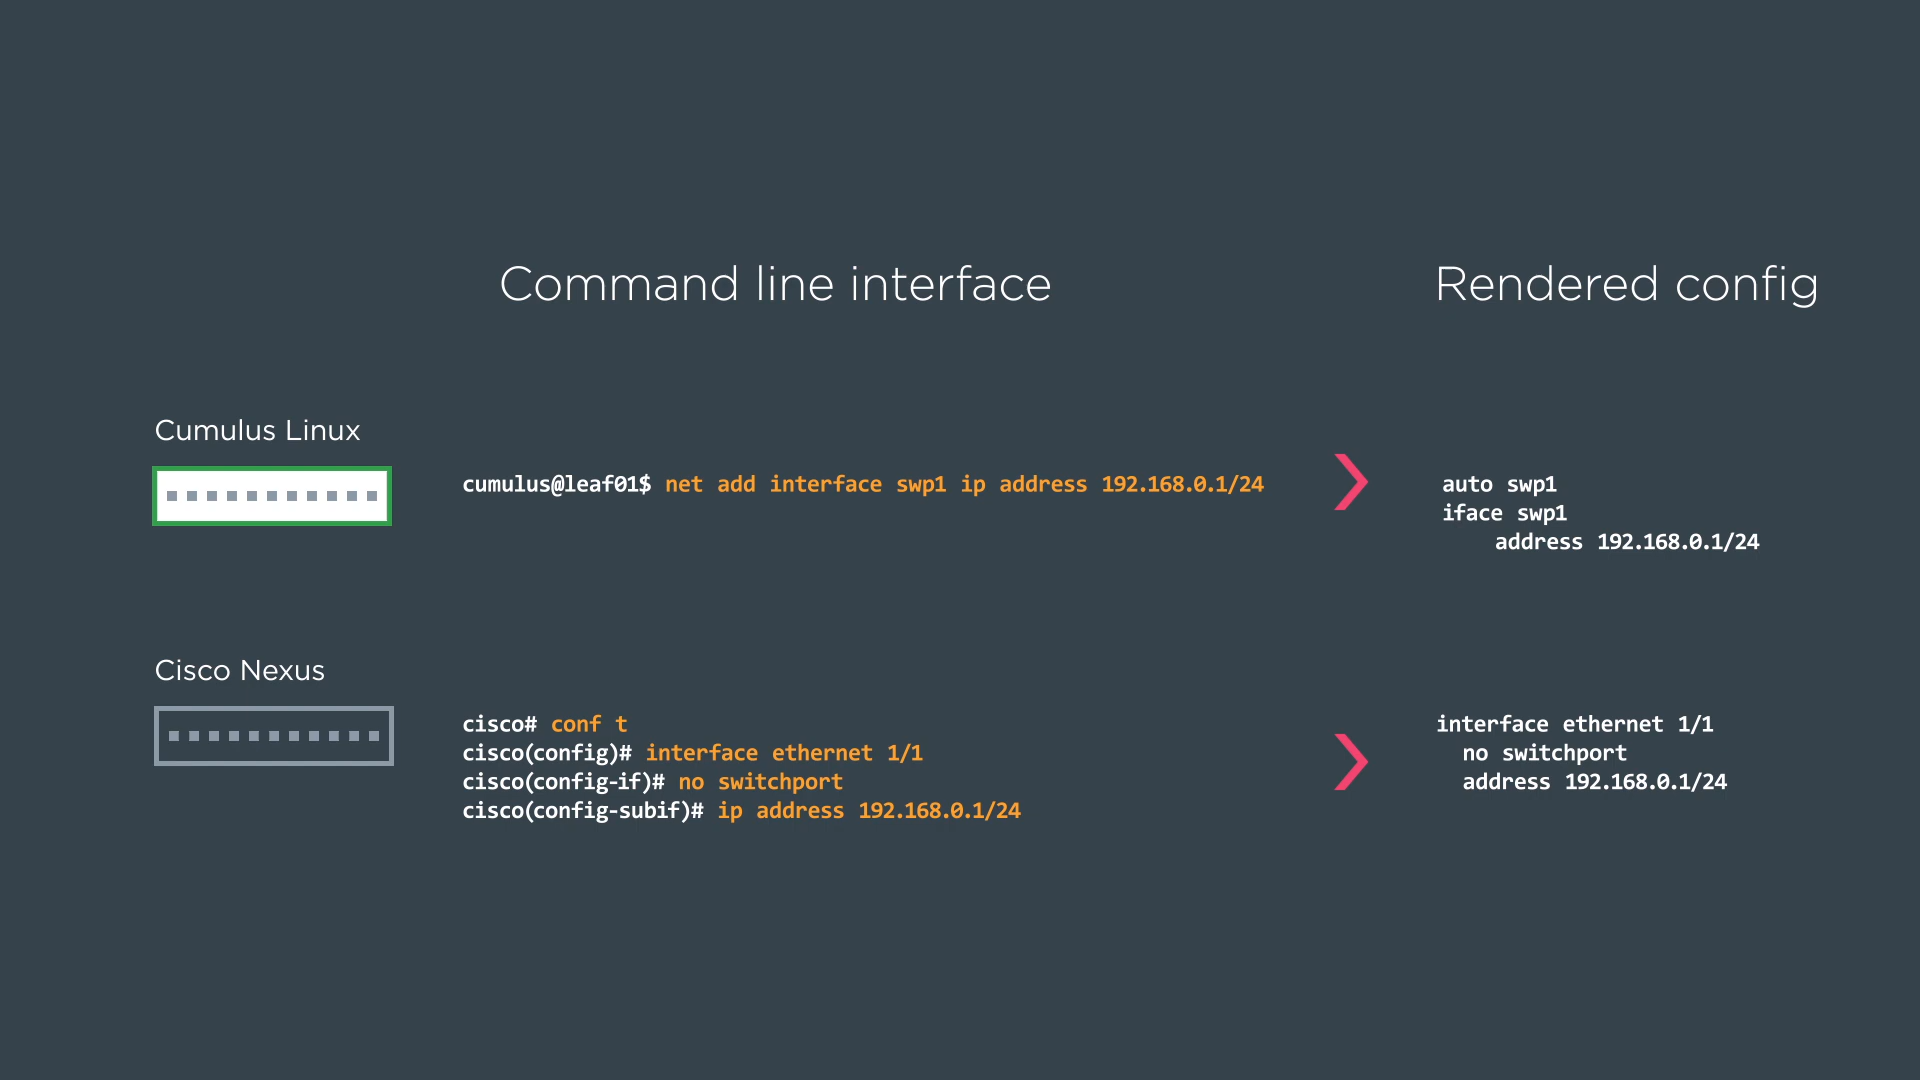 Command line interface
Rendered config
Cumulus Linux
cumulus@leaf01$ net add interface swp1 ip address 192.168.0.1/24
auto swp1
iface swp1
address 192.168.0.1/24
Cisco Nexus
cisco# conf t
cisco(config)# interface ethernet 1/1
cisco(config-if)# no switchport
cisco(config-subif)# ip address 192.168.0.1/24
interface ethernet 1/1
no switchport
address 192.168.0.1/24